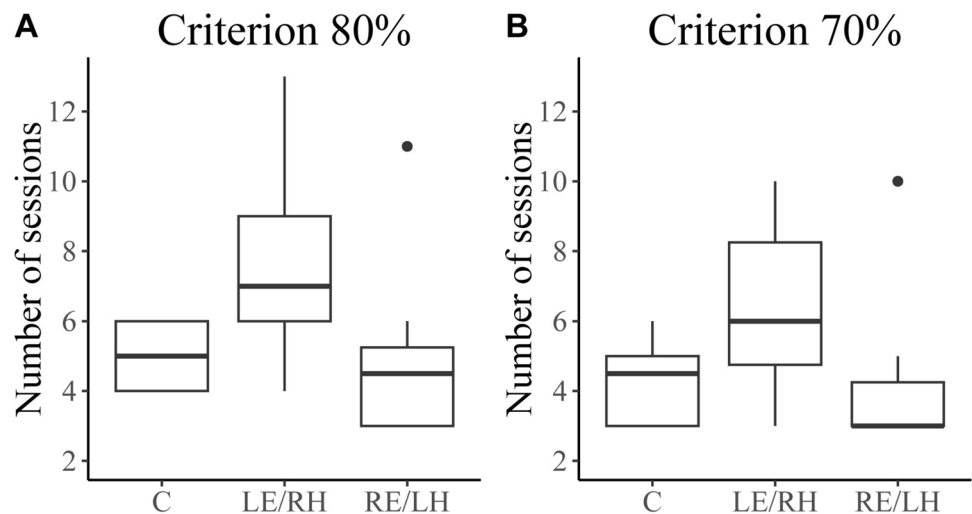 A
Criterion 80%
Number of sessions
12
10
8
6
4
2
C
LE/RH
RE/LH
B
Criterion 70%
Number of sessions
12
10
8
6
4
2
C
LE/RH
RE/LH